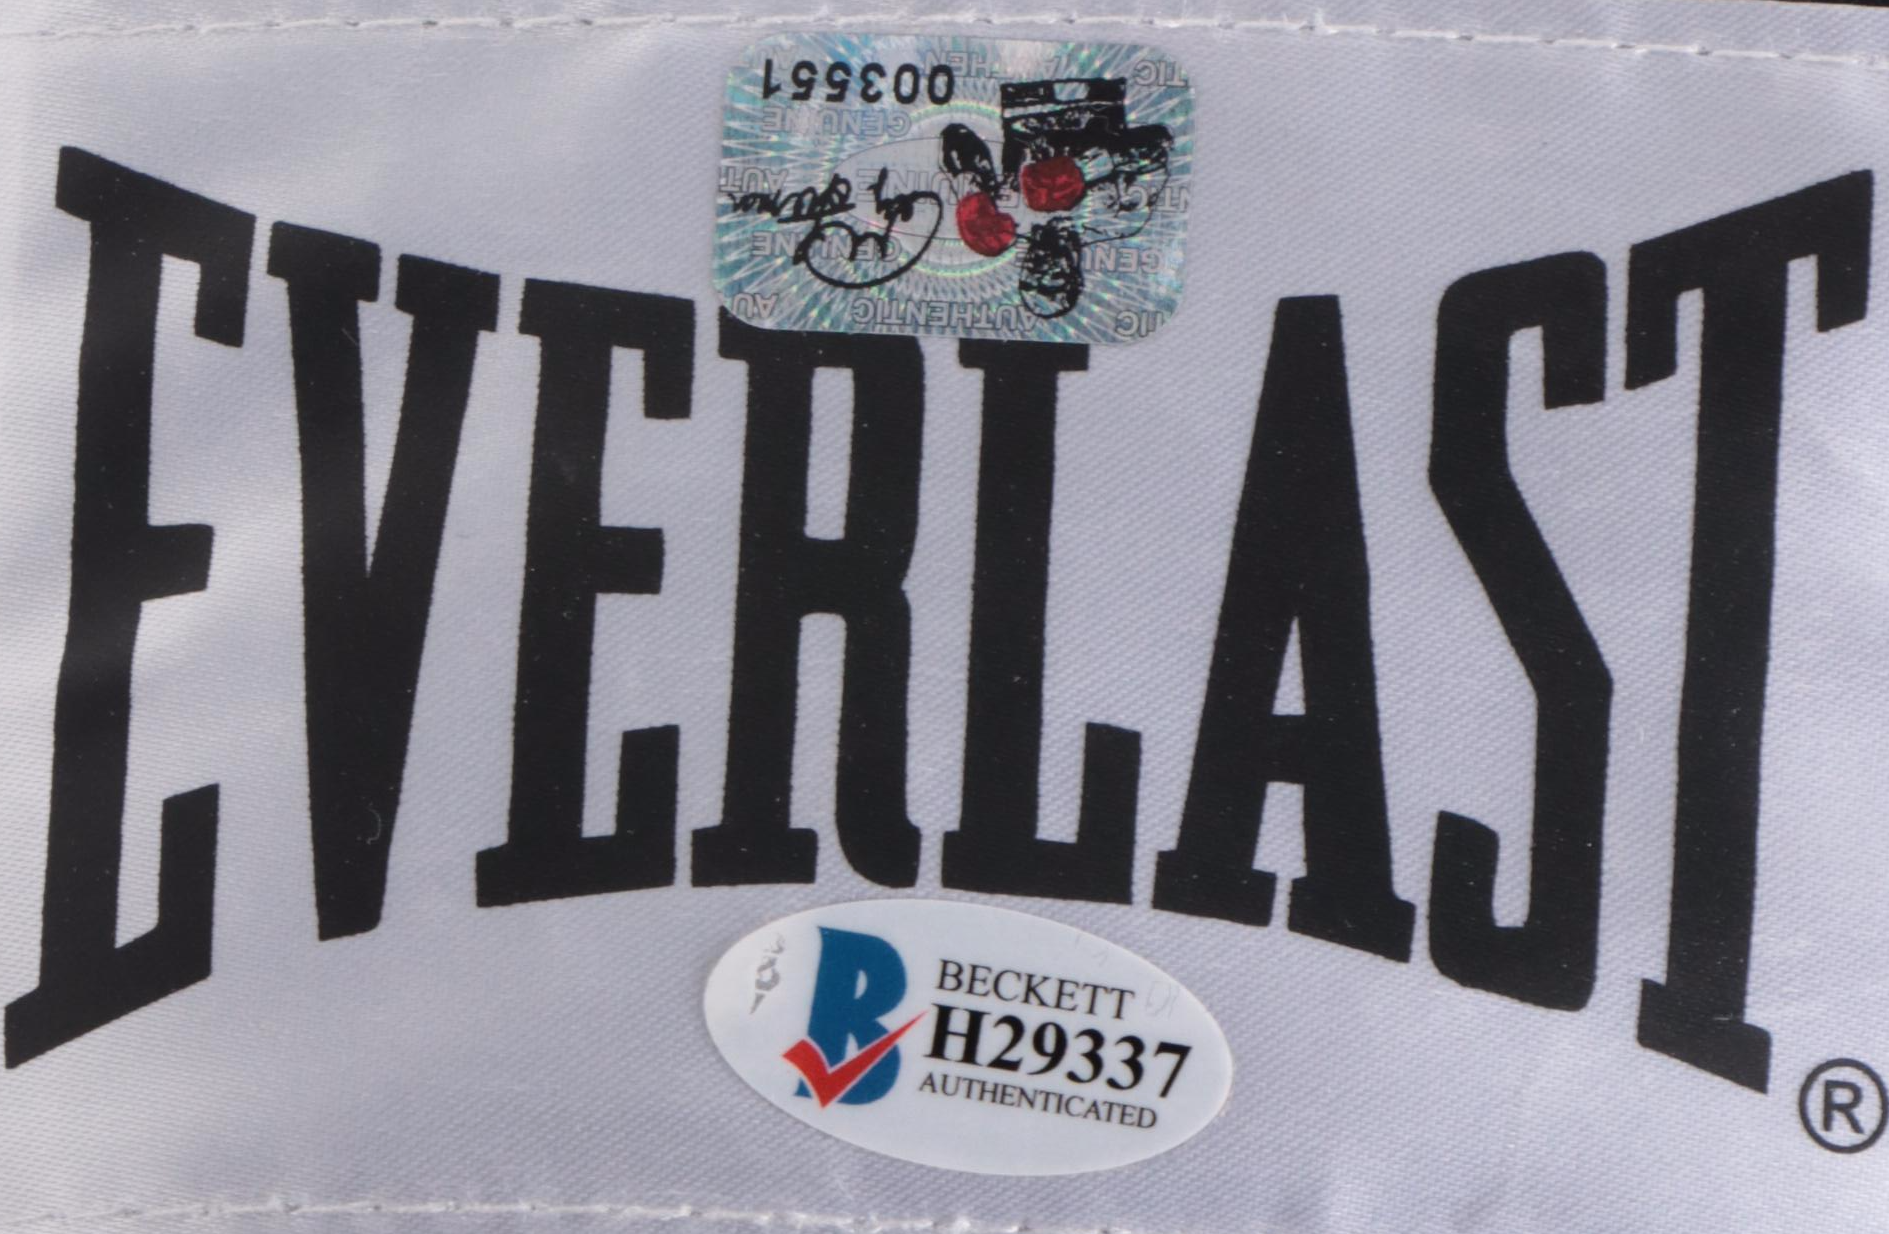 003551
GENUINE
AUTHENTIC
EVERLAST
®
BECKETT
H29337
AUTHENTICATED